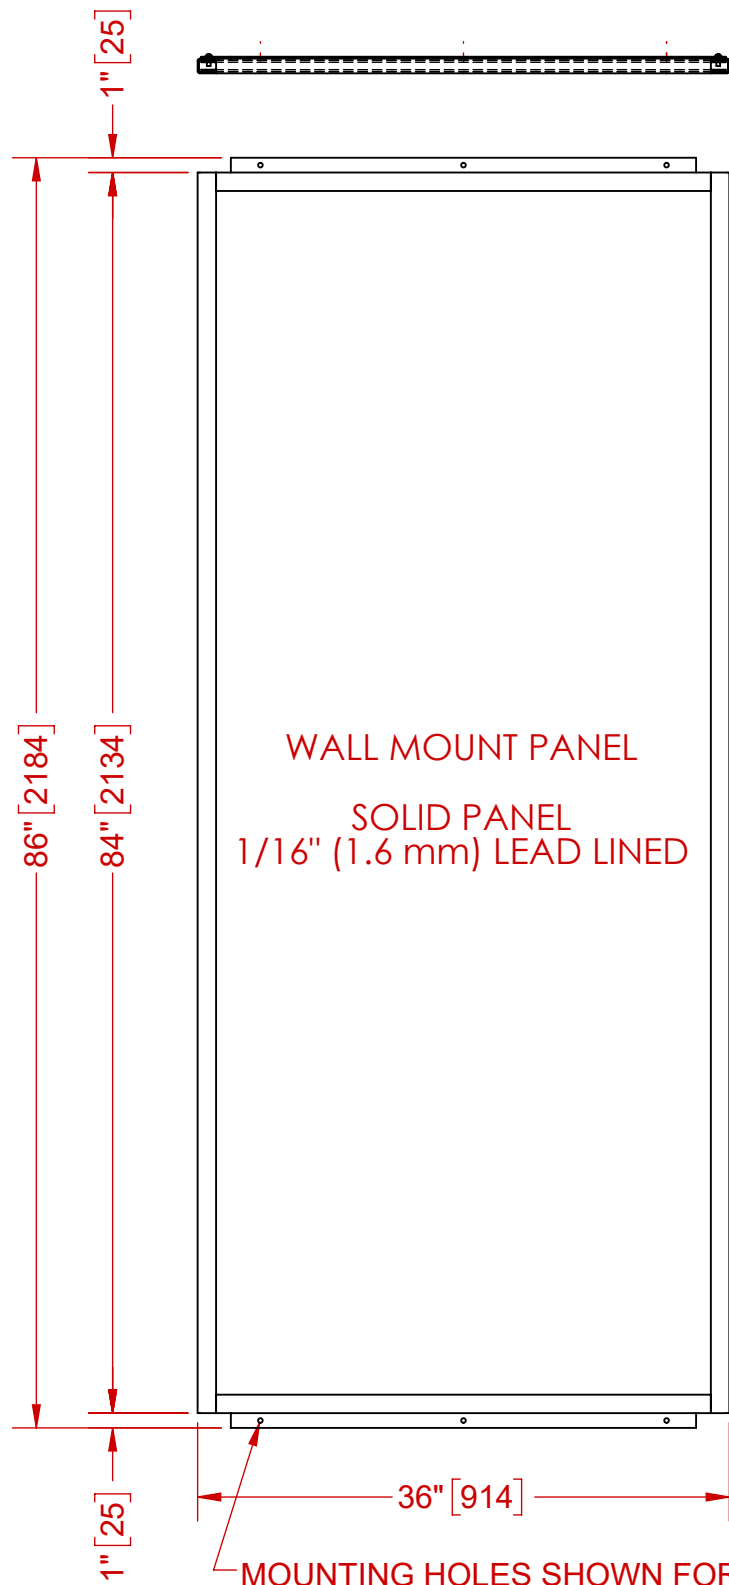 1" [25]
86" [2184]
84" [2134]
WALL MOUNT PANEL
SOLID PANEL
1/16" (1.6 mm) LEAD LINED
36" [914]
1" [25]
MOUNTING HOLES SHOWN FOR